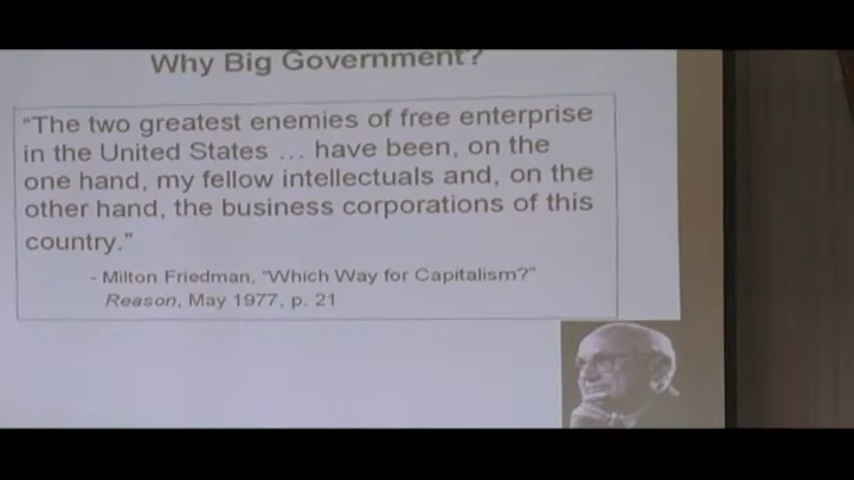 Why Big Government?
"The two greatest enemies of free enterprise
in the United States ... have been, on the
one hand, my fellow intellectuals and, on the
other hand, the business corporations of this
country."
- Milton Friedman, "Which Way for Capitalism?"
Reason, May 1977, p. 21